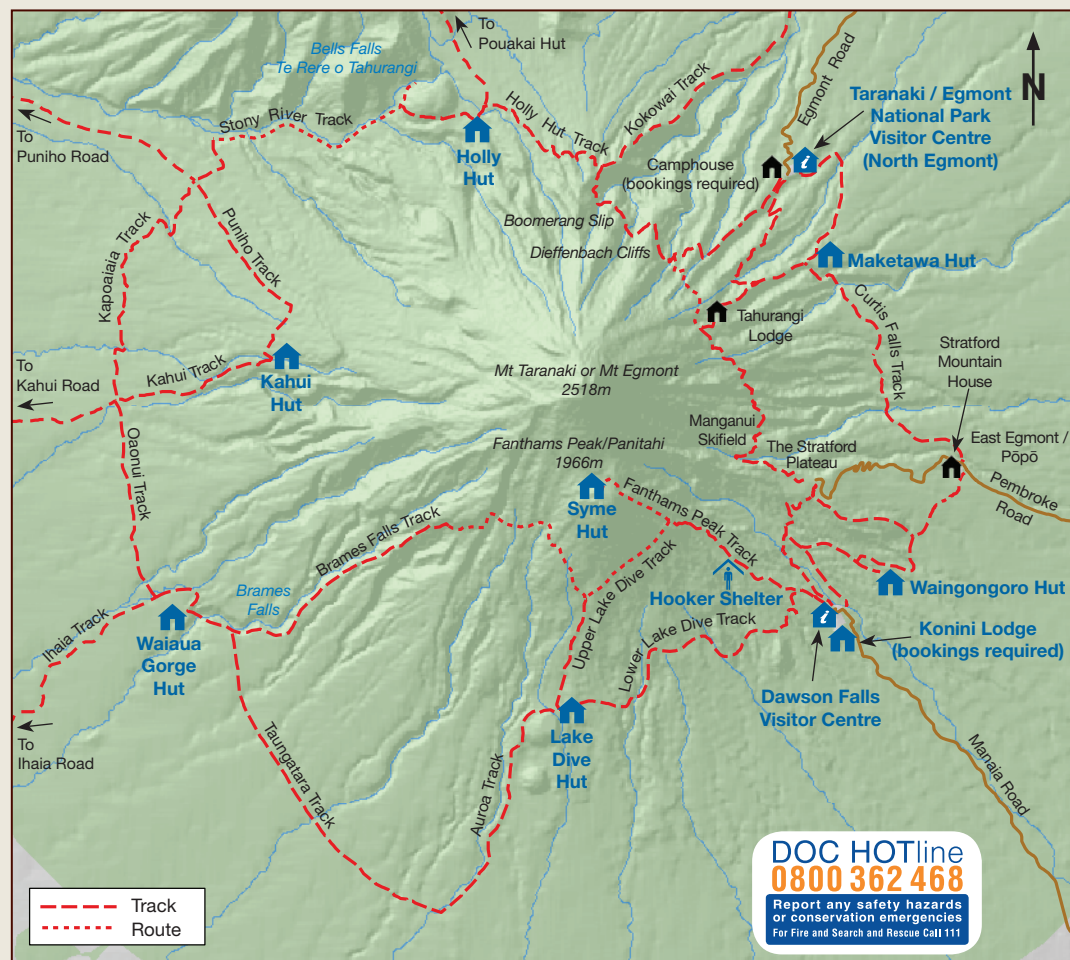 To
Pouakai Hut
Bells Falls
Te Rere o Tahurangi
Egmont Road
N
Taranaki / Egmont
National Park
Visitor Centre
(North Egmont)
To
Puniho Road
Stony River Track
Holly
Hut
Holly Hut Track
Kokowai Track
Camphouse
(bookings required)
i
Boomerang Slip
Dieffenbach Cliffs
Maketawa Hut
Kapoaiaia Track
Puniho Track
Curtis Falls Track
Tahurangi
Lodge
Stratford
Mountain
House
To
Kahui Road
Kahui Track
Kahui
Hut
Mt Taranaki or Mt Egmont
2518m
Manganui
Skifield
The Stratford
Plateau
East Egmont /
Pōpō
Pembroke
Road
Oaonui Track
Fanthams Peak/Panitahi
1966m
Syme
Hut
Fanthams Peak Track
Brames Falls Track
Brames
Falls
Hooker Shelter
Waingongoro Hut
Ihaia Track
Waiaua
Gorge
Hut
Upper Lake Dive Track
Lower Lake Dive Track
i
Konini Lodge
(bookings required)
Dawson Falls
Visitor Centre
To
Ihaia Road
Taungatara Track
Auroa Track
Lake
Dive
Hut
Manaia Road
Track
Route
DOC HOTline
0800 362 468
Report any safety hazards
or conservation emergencies
For Fire and Search and Rescue Call 111